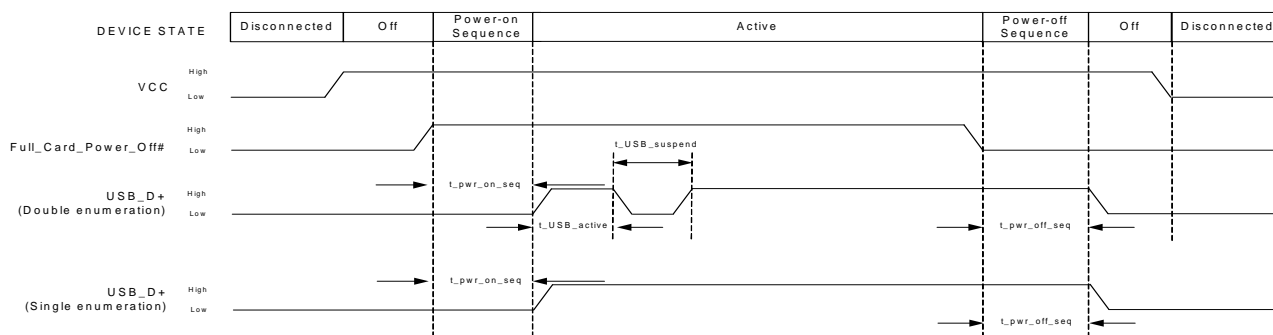 DEVICE STATE Disconnected Off Power-on Sequence Active Power-off Sequence Off Disconnected
High
VCC
Low
High
Full_Card_Power_Off#
Low
t_USB_suspend
t_pwr_on_seq
USB_D+
High
(Double enumeration)
Low
t_USB_active
t_pwr_off_seq
t_pwr_on_seq
USB_D+
High
(Single enumeration)
Low
t_pwr_off_seq